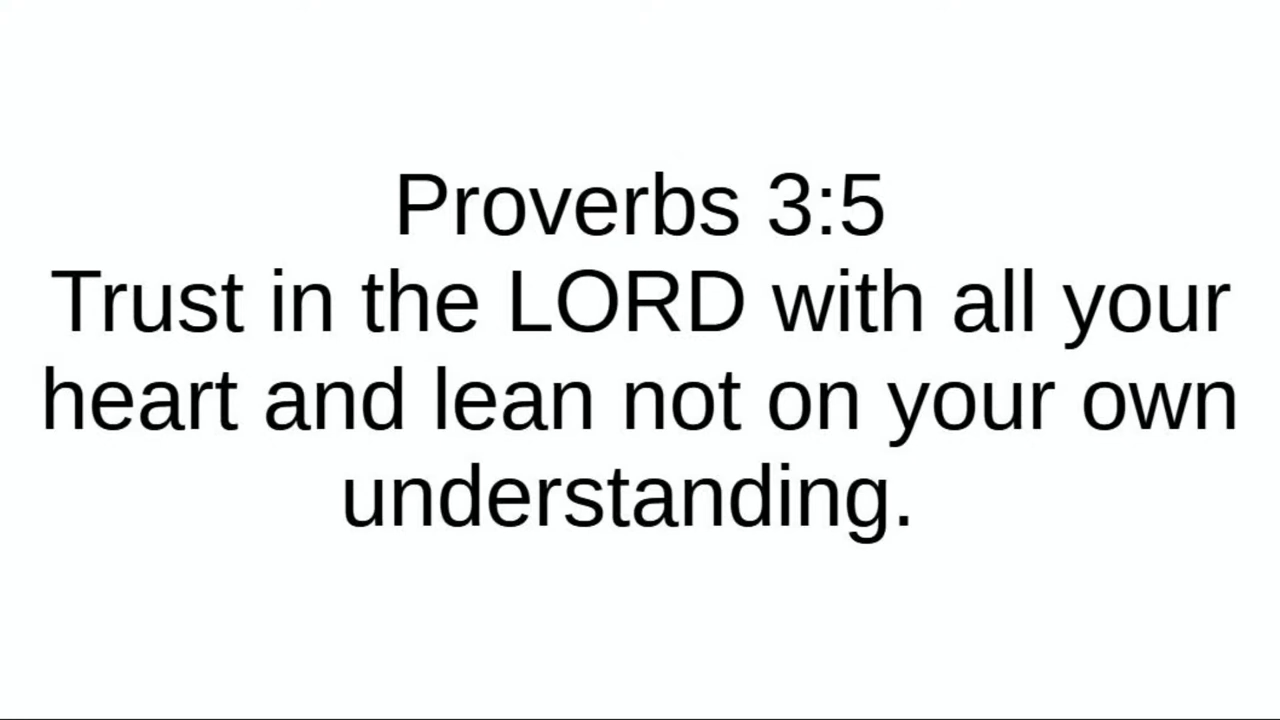 Proverbs 3:5
Trust in the LORD with all your
heart and lean not on your own
understanding.